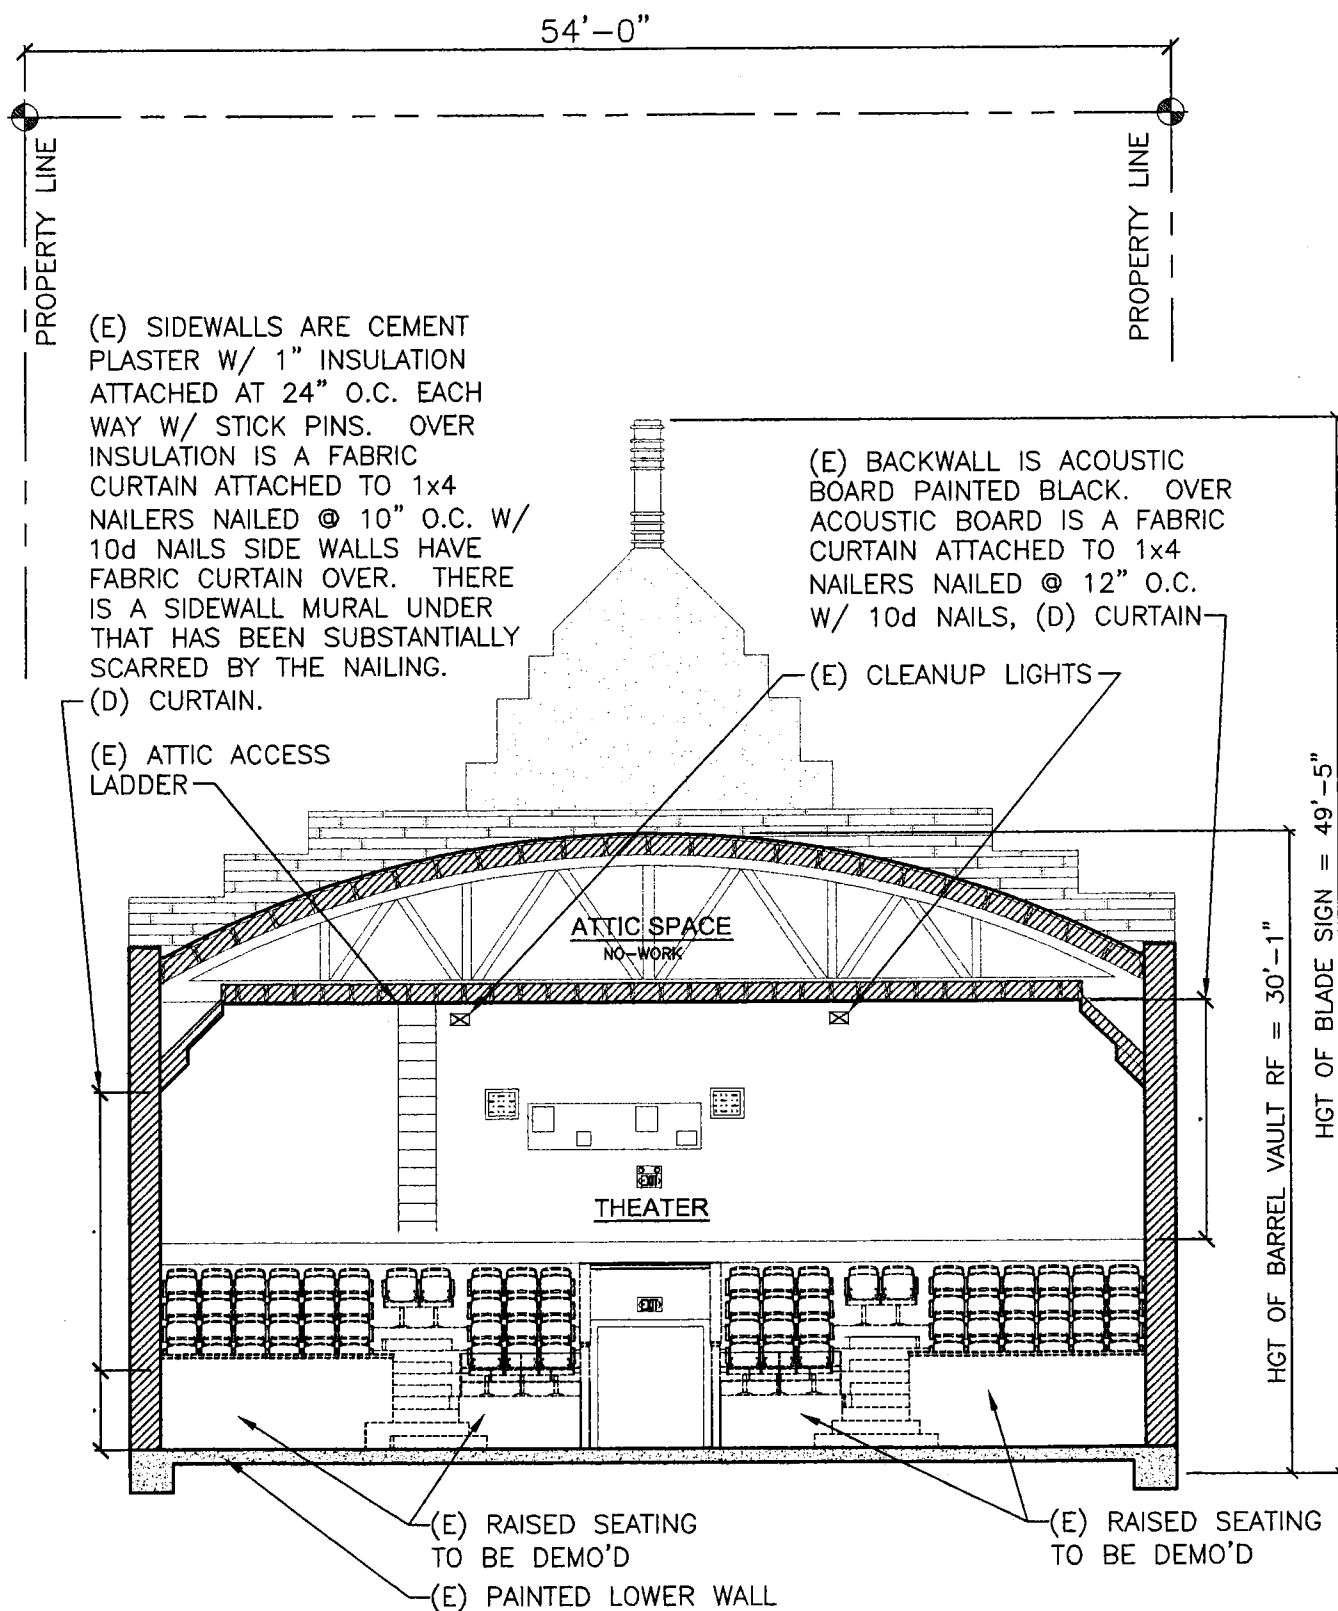 54'-0"
PROPERTY LINE
PROPERTY LINE
(E) SIDEWALLS ARE CEMENT
PLASTER W/ 1" INSULATION
ATTACHED AT 24" O.C. EACH
WAY W/ STICK PINS. OVER
INSULATION IS A FABRIC
CURTAIN ATTACHED TO 1x4
NAILERS NAILED @ 10" O.C. W/
10d NAILS SIDE WALLS HAVE
FABRIC CURTAIN OVER. THERE
IS A SIDEWALL MURAL UNDER
THAT HAS BEEN SUBSTANTIALLY
SCARRED BY THE NAILING.
(D) CURTAIN.
(E) ATTIC ACCESS
LADDER
(E) BACKWALL IS ACOUSTIC
BOARD PAINTED BLACK. OVER
ACOUSTIC BOARD IS A FABRIC
CURTAIN ATTACHED TO 1x4
NAILERS NAILED @ 12" O.C.
W/ 10d NAILS, (D) CURTAIN
(E) CLEANUP LIGHTS
ATTIC SPACE
NO-WORK
EXIT
THEATER
EXIT
HGT OF BARREL VAULT RF = 30'-1"
HGT OF BLADE SIGN = 49'-5"
(E) RAISED SEATING
TO BE DEMO'D
(E) PAINTED LOWER WALL
(E) RAISED SEATING
TO BE DEMO'D